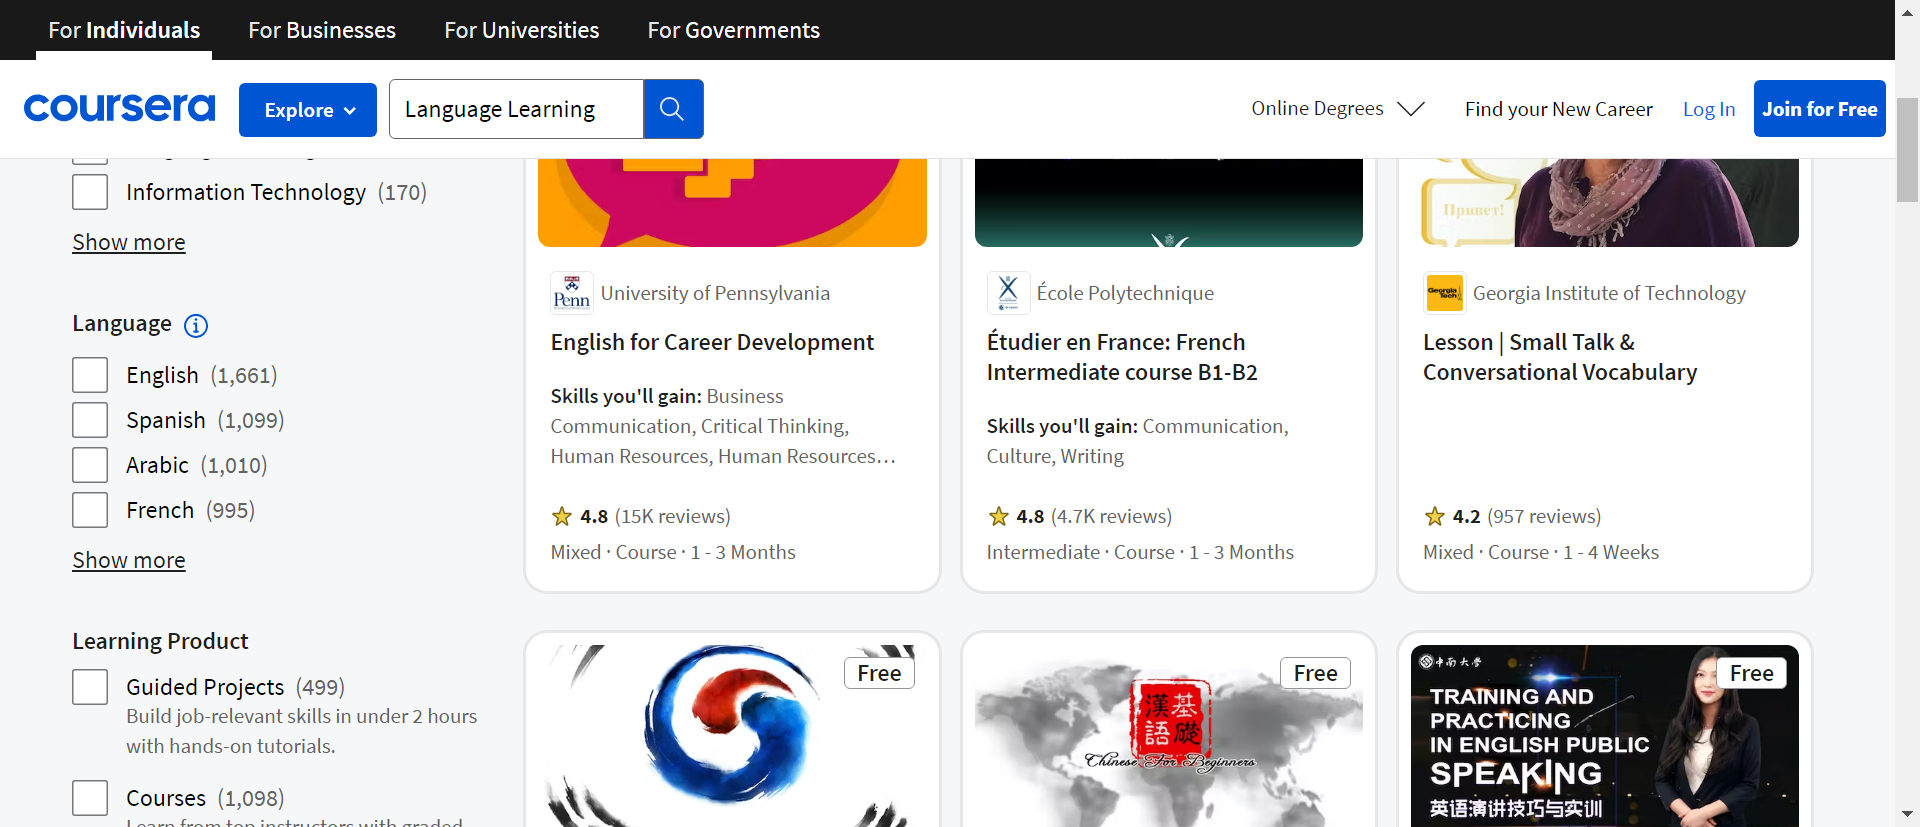 For Individuals
For Businesses
For Universities
For Governments
coursera
Explore
Language Learning
Online Degrees
Find your New Career
Log In
Join for Free
Information Technology (170)
Show more
Language
English (1,661)
Spanish (1,099)
Arabic (1,010)
French (995)
Show more
Learning Product
Guided Projects (499)
Build job-relevant skills in under 2 hours
with hands-on tutorials.
Courses (1,098)
Learn from top instructors with graded
Penn
University of Pennsylvania
English for Career Development
Skills you'll gain: Business
Communication, Critical Thinking,
Human Resources, Human Resources…
4.8 (15K reviews)
Mixed · Course · 1 - 3 Months
École Polytechnique
Étudier en France: French
Intermediate course B1-B2
Skills you'll gain: Communication,
Culture, Writing
4.8 (4.7K reviews)
Intermediate · Course · 1 - 3 Months
Привет!
Georgia Tech
Georgia Institute of Technology
Lesson | Small Talk &
Conversational Vocabulary
4.2 (957 reviews)
Mixed · Course · 1 - 4 Weeks
Free
Free
基礎
漢語
Chinese For Beginners
Free
中南大学
TRAINING AND
PRACTICING
IN ENGLISH PUBLIC
SPEAKING
英语演讲技巧与实训